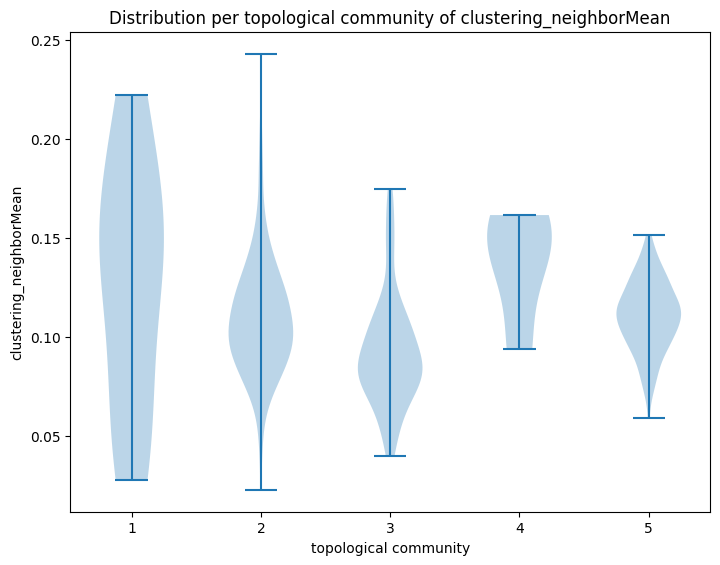 Distribution per topological community of clustering_neighborMean
clustering_neighborMean
0.25
0.20
0.15
0.10
0.05
1 2 3 4 5
topological community